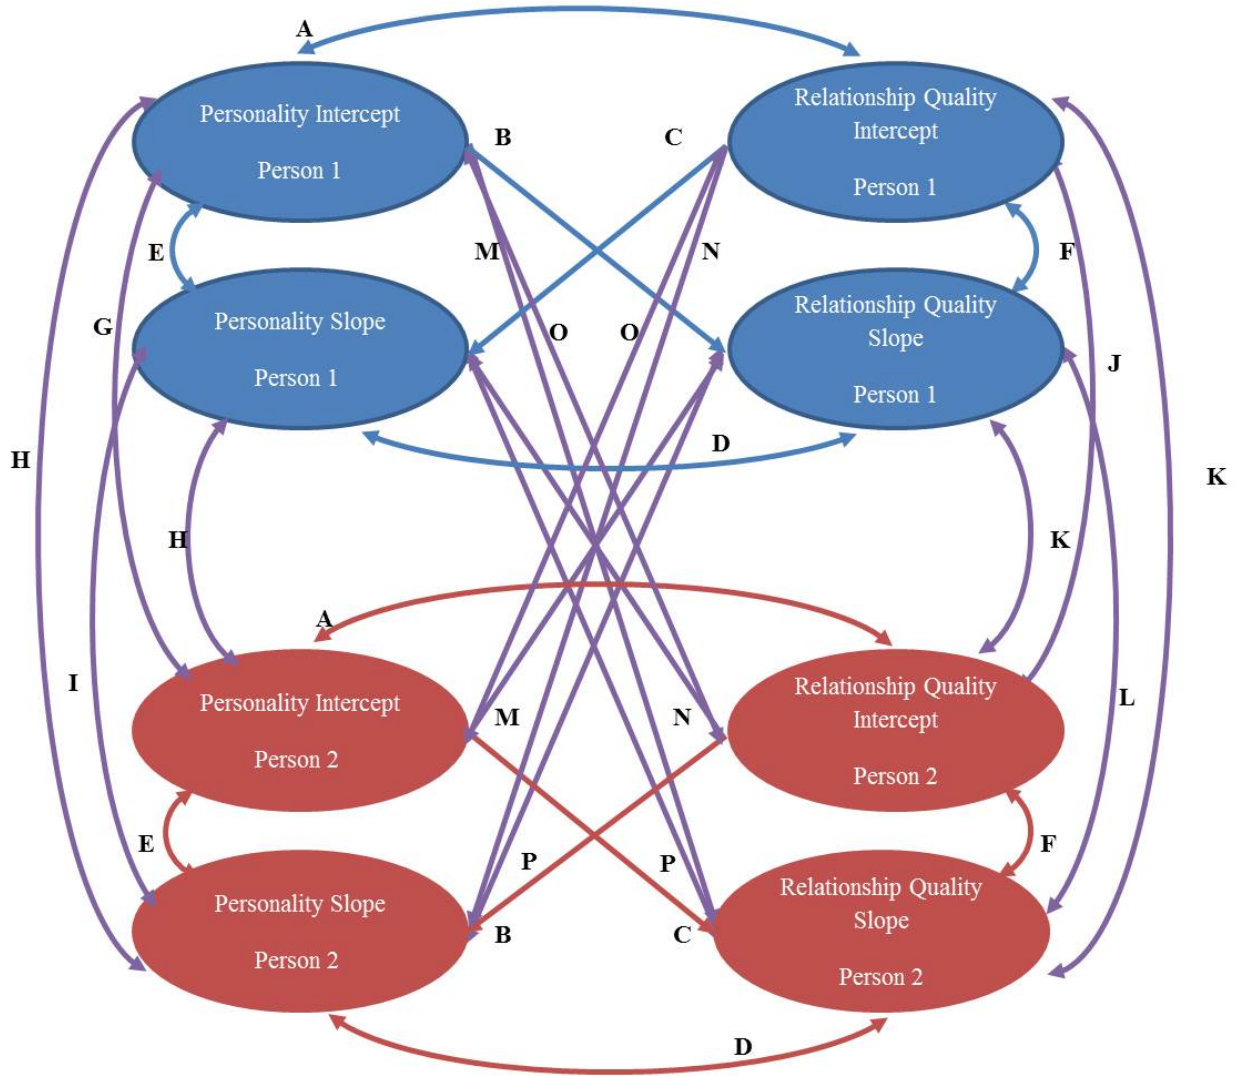 A
Personality Intercept
Person 1
Relationship Quality
Intercept
Person 1
B
C
E
M
N
F
G
Personality Slope
Person 1
O
O
Relationship Quality
Slope
Person 1
J
D
H
K
H
K
A
I
Personality Intercept
Person 2
M
N
Relationship Quality
Intercept
Person 2
L
E
P
P
F
Personality Slope
Person 2
B
C
Relationship Quality
Slope
Person 2
D